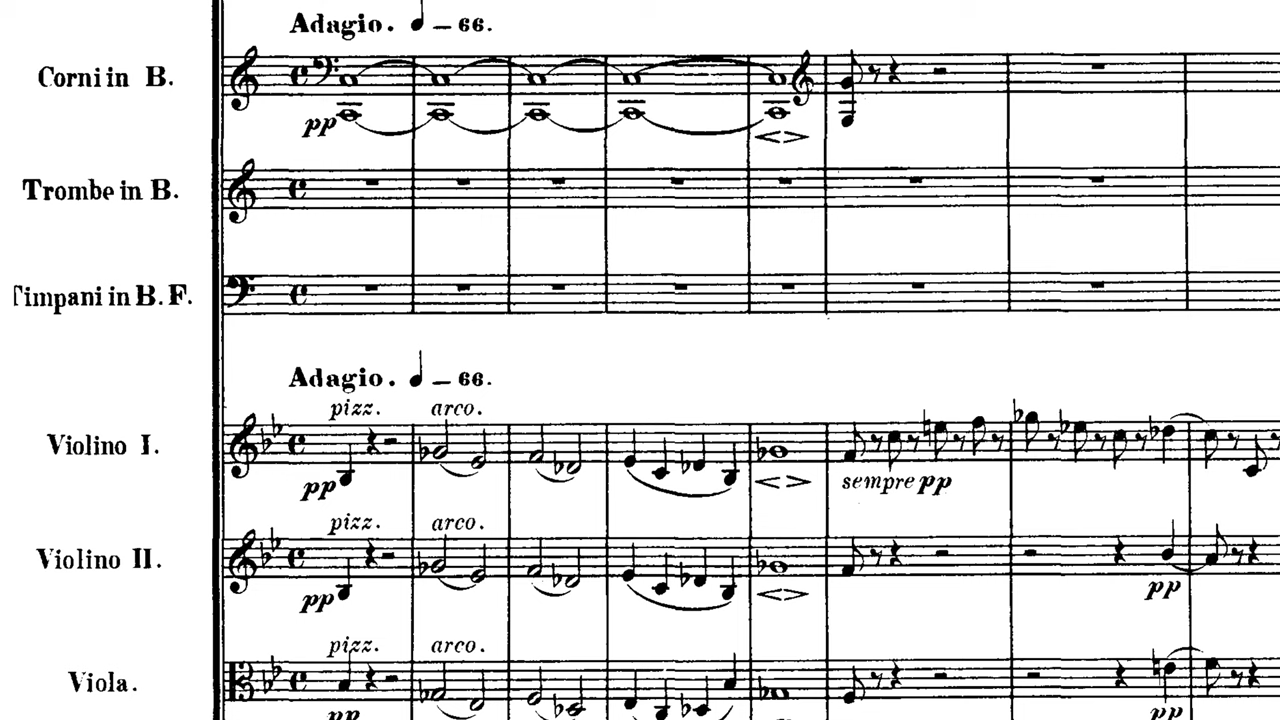 Adagio. ♩ — 66.
Corni in B.
pp
Trombe in B.
Timpani in B. F.
Adagio. ♩ — 66.
pizz. arco.
Violino I.
pp sempre pp
pizz. arco.
Violino II.
pp pp
pizz. arco.
Viola.
pp pp